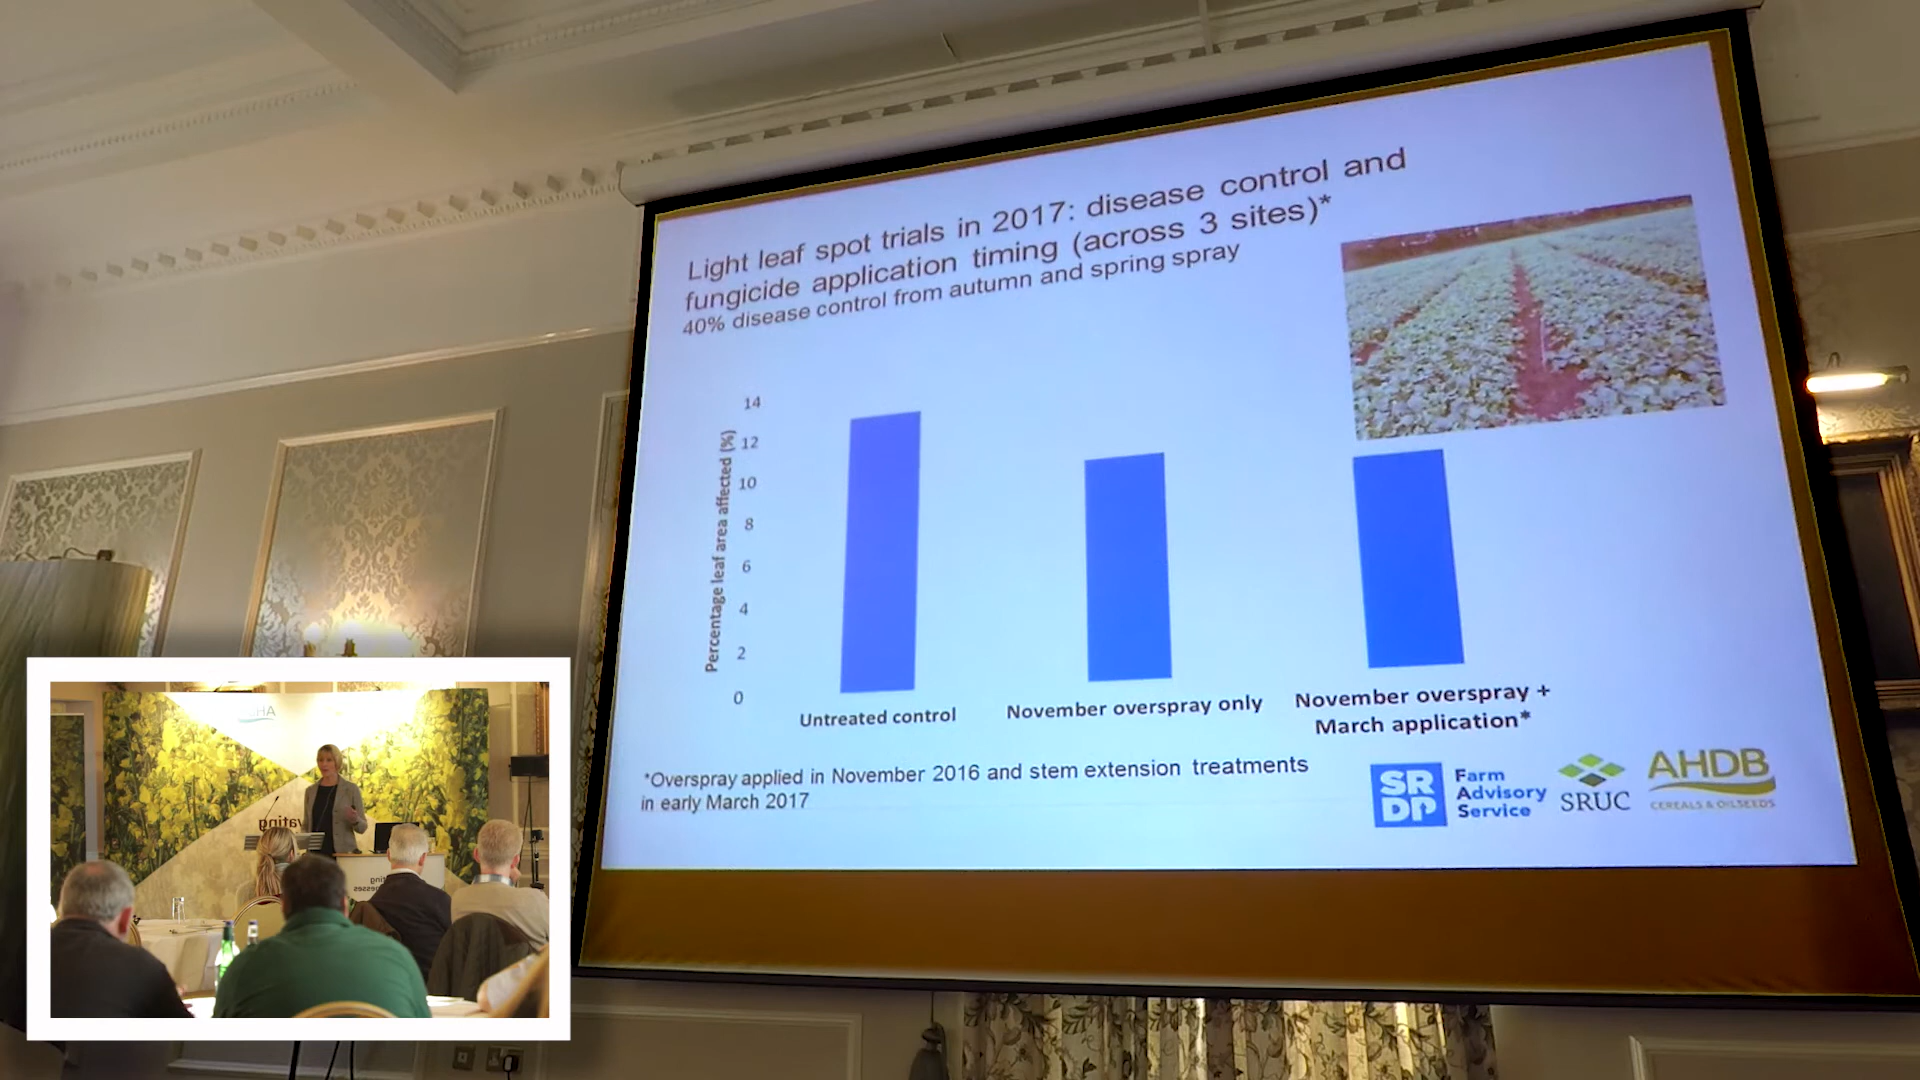 Light leaf spot trials in 2017: disease control and
fungicide application timing (across 3 sites)*
40% disease control from autumn and spring spray
Percentage leaf area affected (%)
14
12
10
8
6
4
2
0
Untreated control
November overspray only
November overspray +
March application*
*Overspray applied in November 2016 and stem extension treatments
in early March 2017
SR
DP
Farm
Advisory
Service
SRUC
AHDB
CEREALS & OILSEEDS